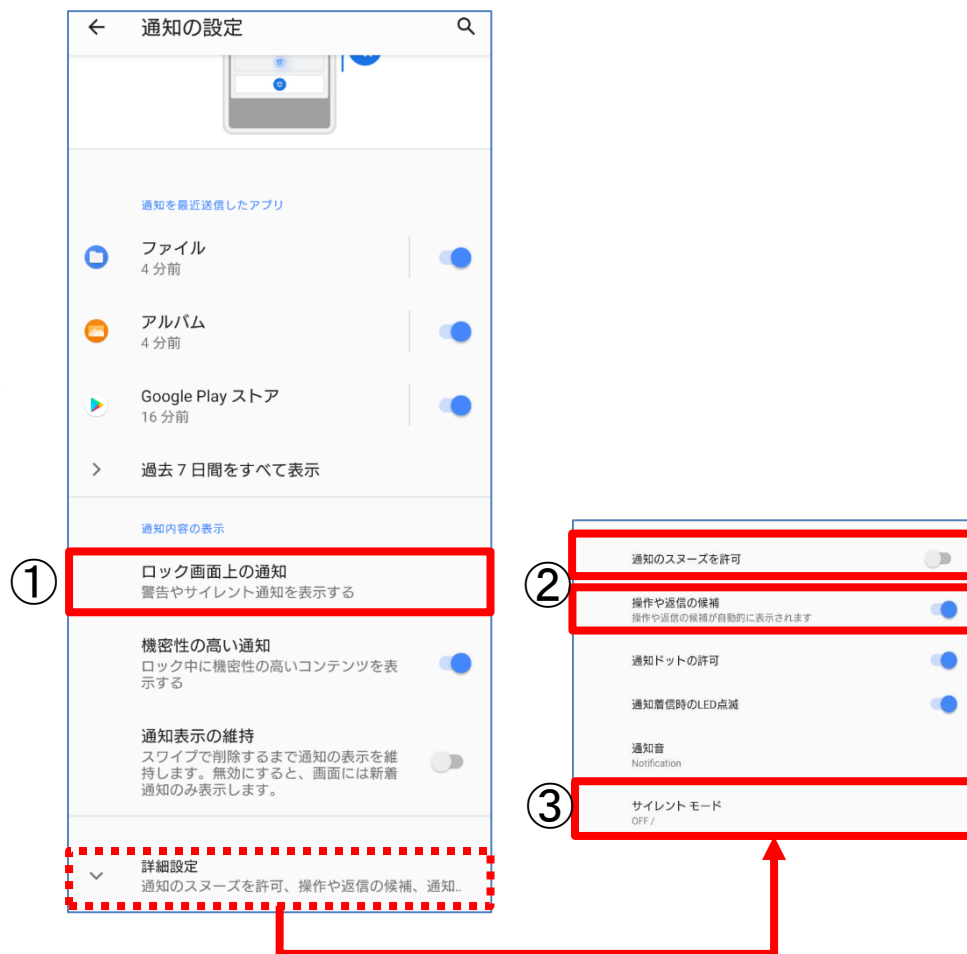 通知の設定
通知を最近送信したアプリ
ファイル
4 分前
アルバム
4 分前
Google Play ストア
16 分前
過去 7 日間をすべて表示
通知内容の表示
①
ロック画面上の通知
警告やサイレント通知を表示する
機密性の高い通知
ロック中に機密性の高いコンテンツを表
示する
通知表示の維持
スワイプで削除するまで通知の表示を維
持します。無効にすると、画面には新着
通知のみ表示します。
詳細設定
通知のスヌーズを許可、操作や返信の候補、通知..
②
通知のスヌーズを許可
操作や返信の候補
操作や返信の候補が自動的に表示されます
通知ドットの許可
通知着信時のLED点滅
通知音
Notification
③
サイレント モード
OFF /